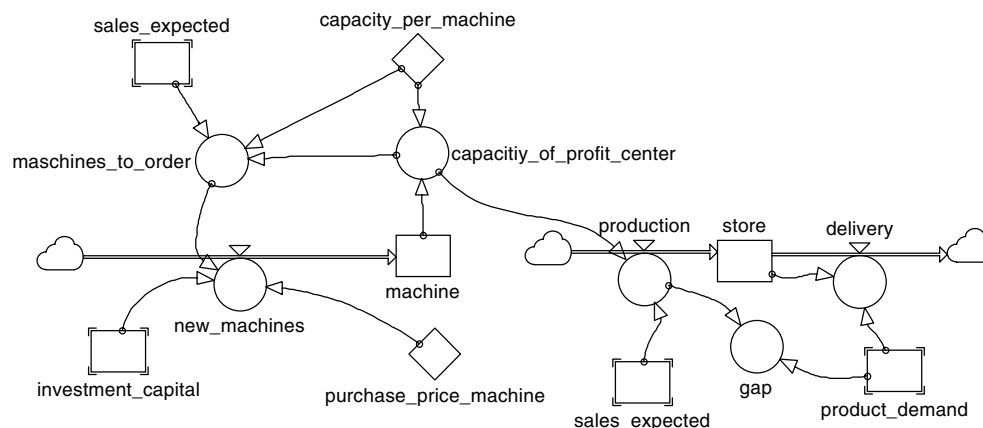 sales_expected
capacity_per_machine
maschines_to_order
capacitiy_of_profit_center
production
store
delivery
machine
new_machines
investment_capital
purchase_price_machine
sales_expected
gap
product_demand